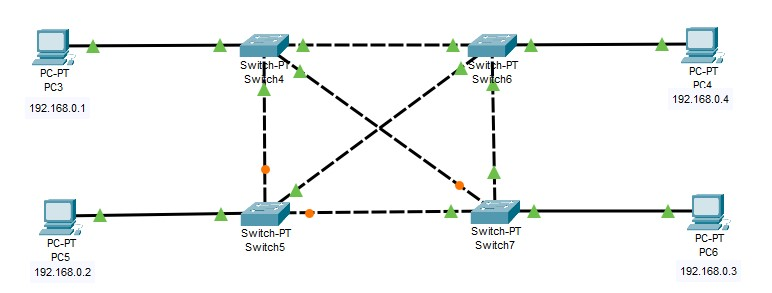 PC-PT
PC3
192.168.0.1
Switch-PT
Switch4
Switch-PT
Switch6
PC-PT
PC4
192.168.0.4
PC-PT
PC5
192.168.0.2
Switch-PT
Switch5
Switch-PT
Switch7
PC-PT
PC6
192.168.0.3